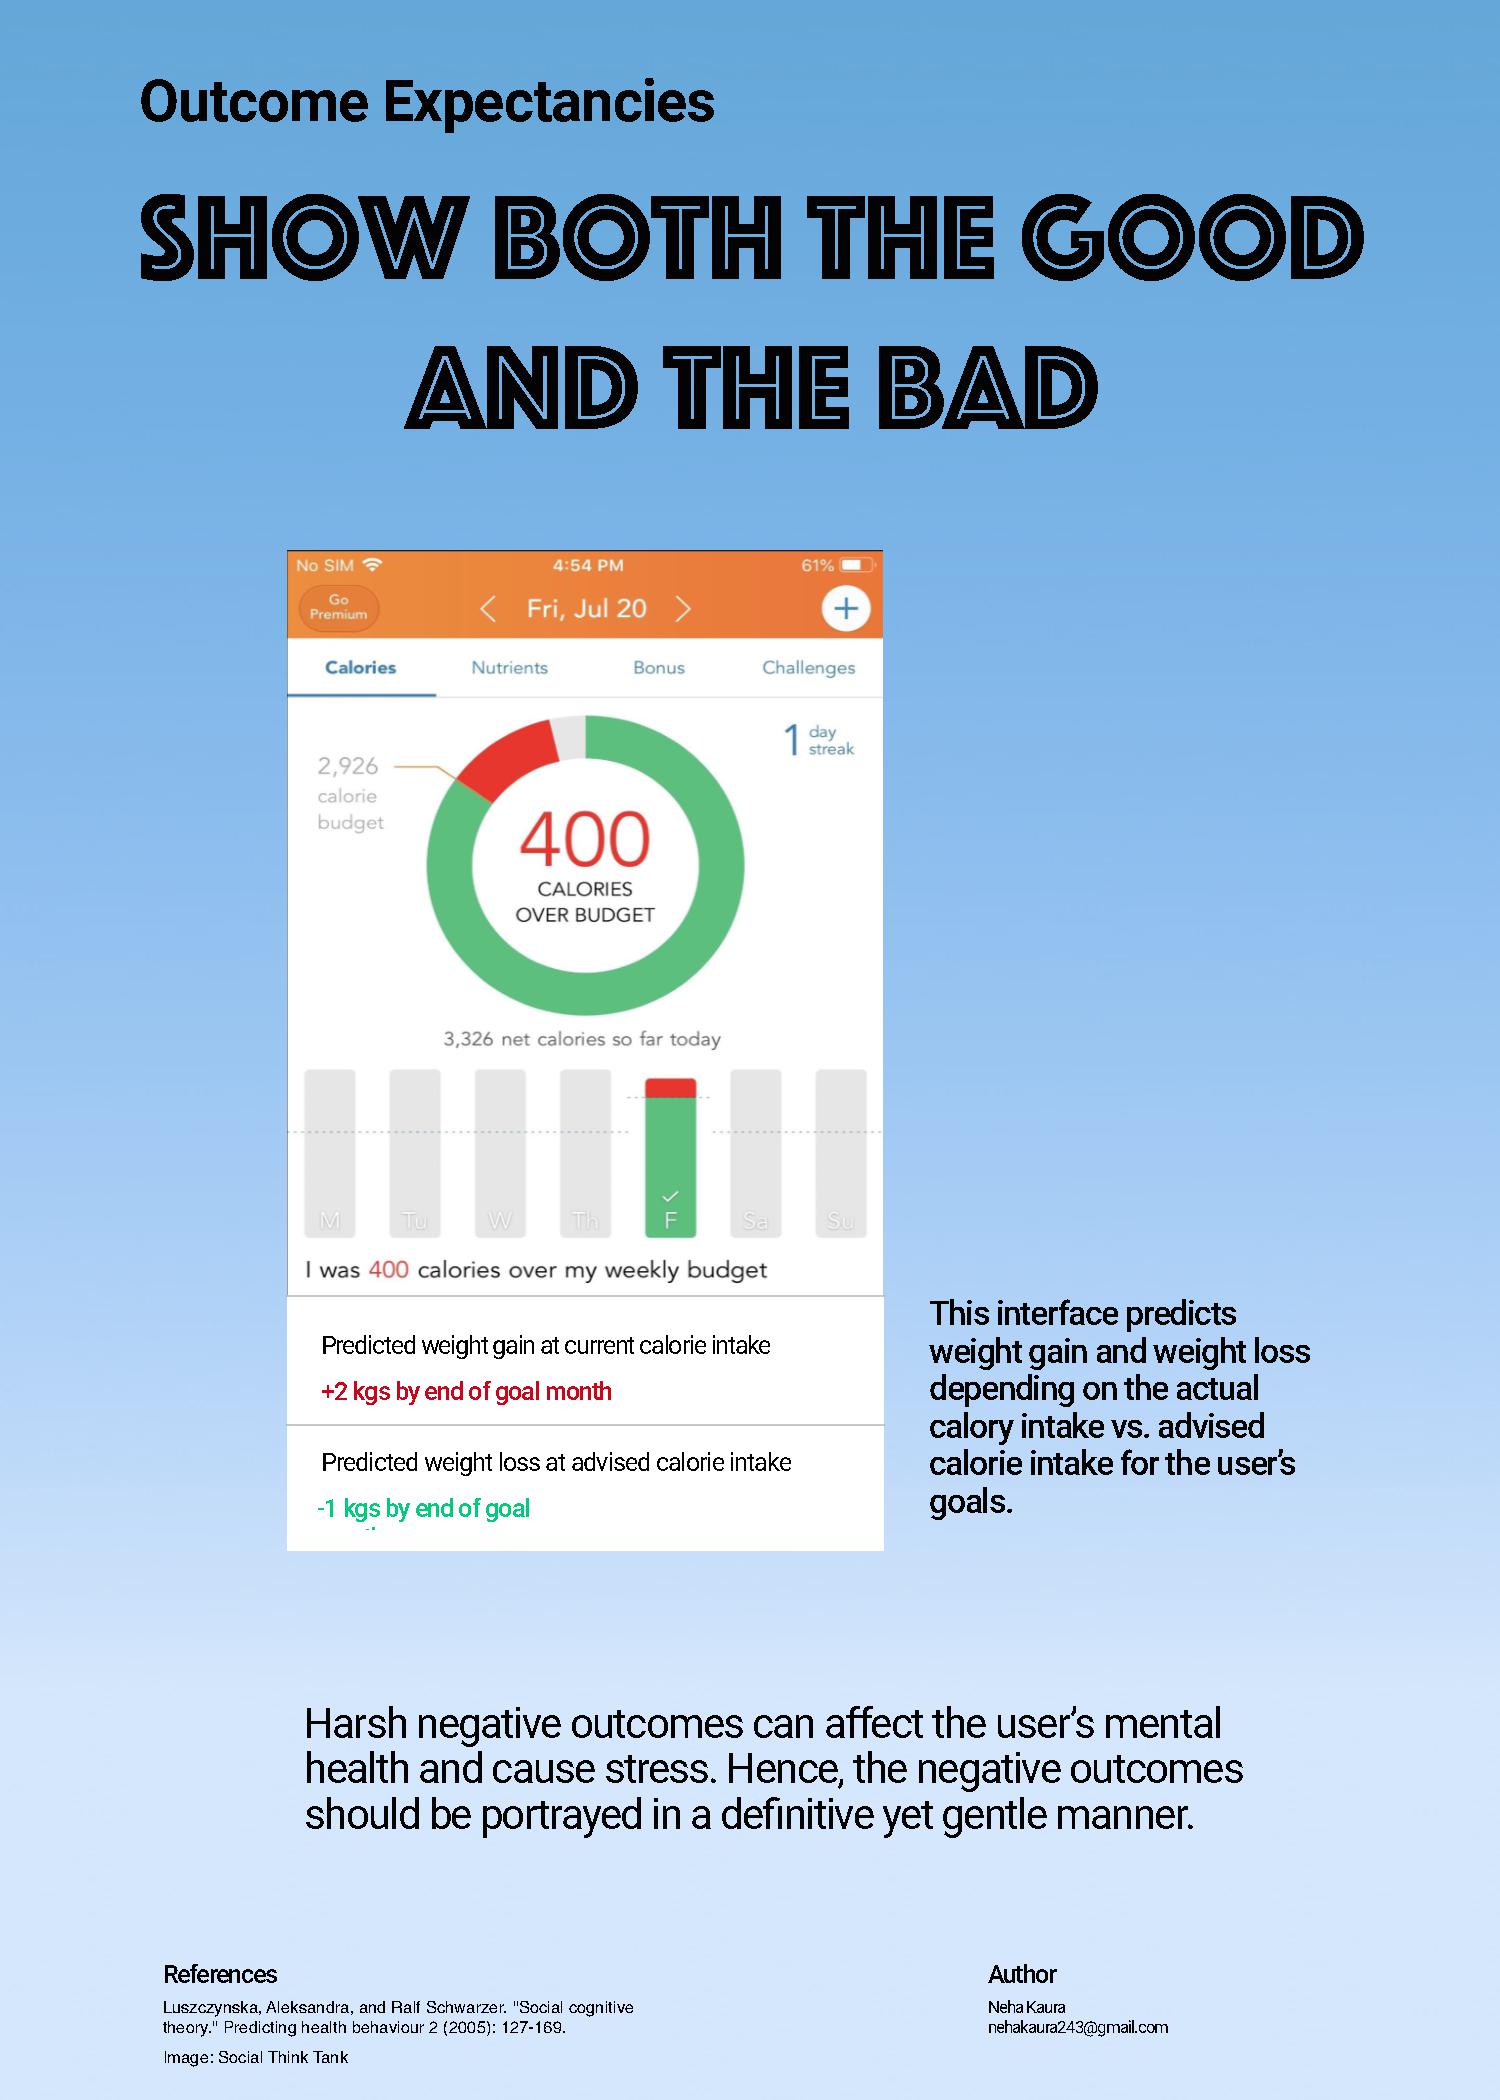 Outcome Expectancies
SHOW BOTH THE GOOD
AND THE BAD
No SIM 4:54 PM 61%
Go
Premium
Fri, Jul 20
Calories Nutrients Bonus Challenges
1 day
streak
2,926
calorie
budget
400
CALORIES
OVER BUDGET
3,326 net calories so far today
M Tu W Th F Sa Su
I was 400 calories over my weekly budget
Predicted weight gain at current calorie intake
+2 kgs by end of goal month
Predicted weight loss at advised calorie intake
-1 kgs by end of goal
This interface predicts
weight gain and weight loss
depending on the actual
calory intake vs. advised
calorie intake for the user’s
goals.
Harsh negative outcomes can affect the user’s mental
health and cause stress. Hence, the negative outcomes
should be portrayed in a definitive yet gentle manner.
References
Luszczynska, Aleksandra, and Ralf Schwarzer. "Social cognitive
theory." Predicting health behaviour 2 (2005): 127-169.
Image: Social Think Tank
Author
Neha Kaura
nehakaura243@gmail.com